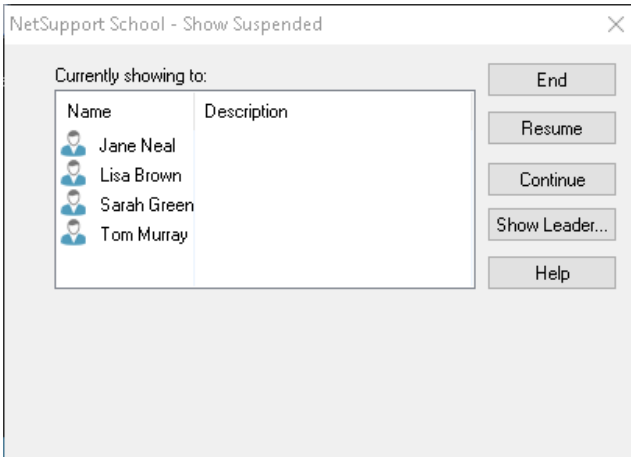 NetSupport School - Show Suspended
Currently showing to:
Name Description
Jane Neal
Lisa Brown
Sarah Green
Tom Murray
End
Resume
Continue
Show Leader...
Help